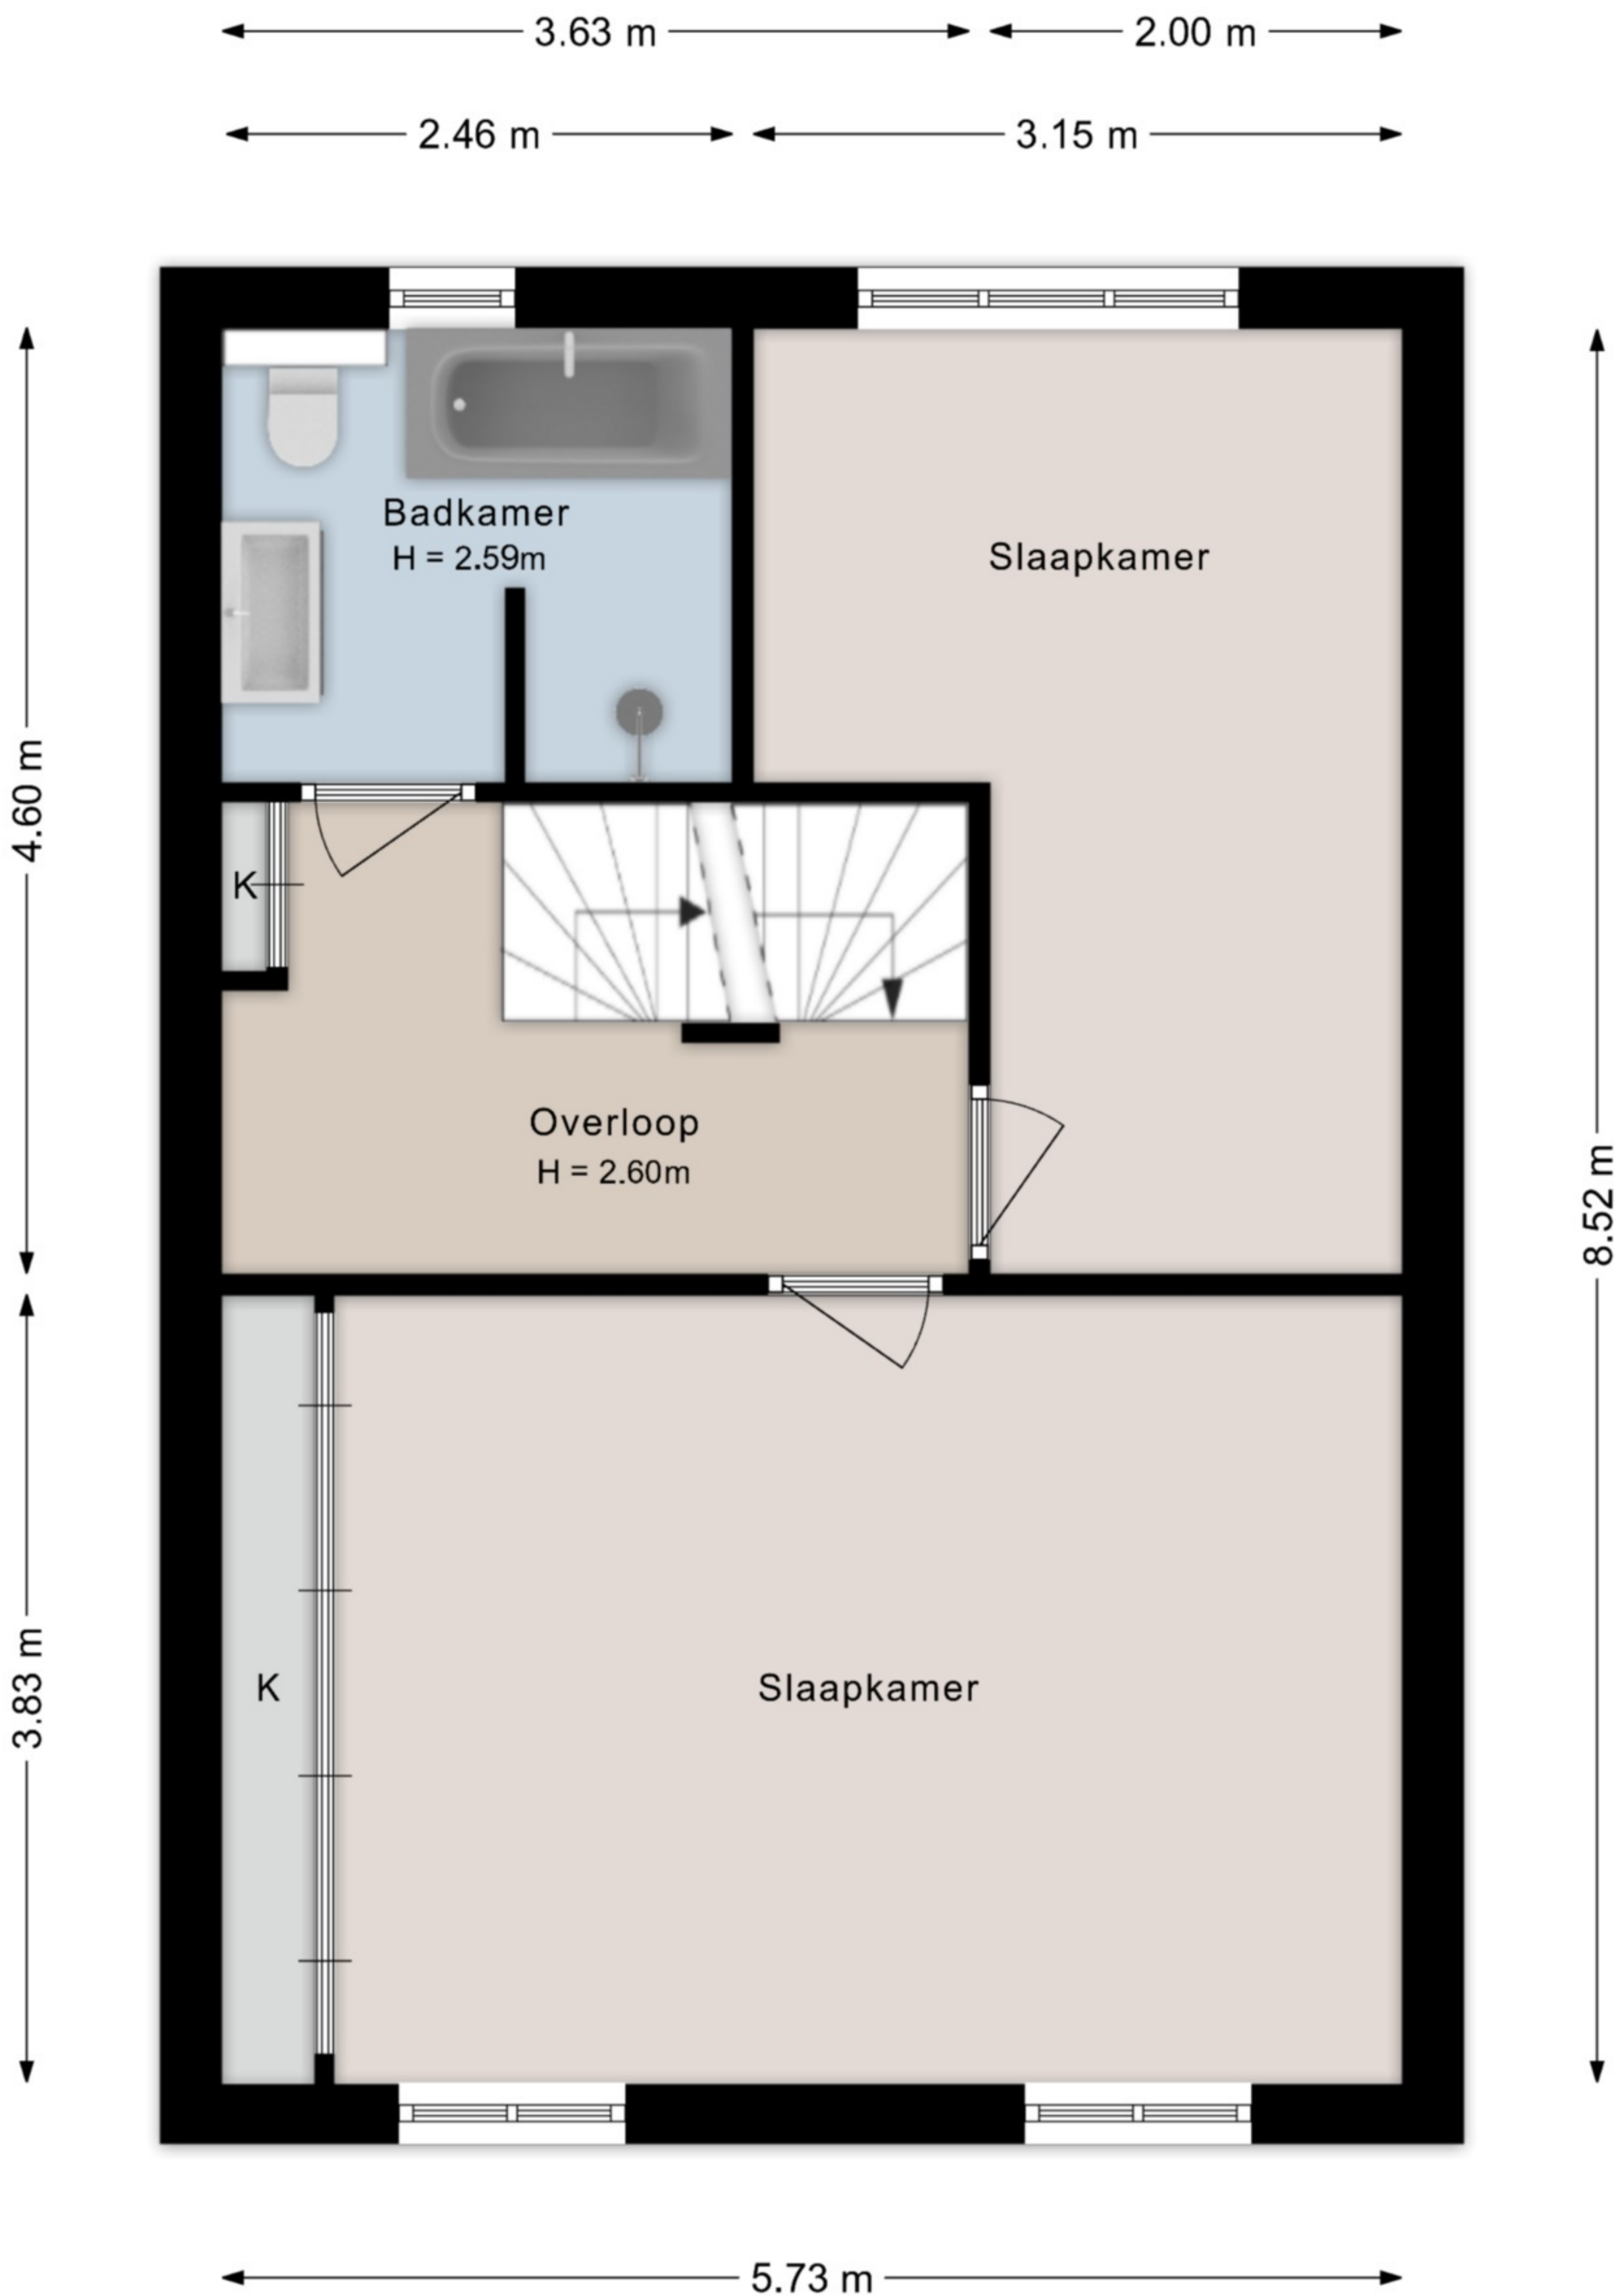 3.63 m
2.00 m
2.46 m
3.15 m
Badkamer
H = 2.59m
Slaapkamer
4.60 m
K
Overloop
H = 2.60m
8.52 m
3.83 m
K
Slaapkamer
5.73 m